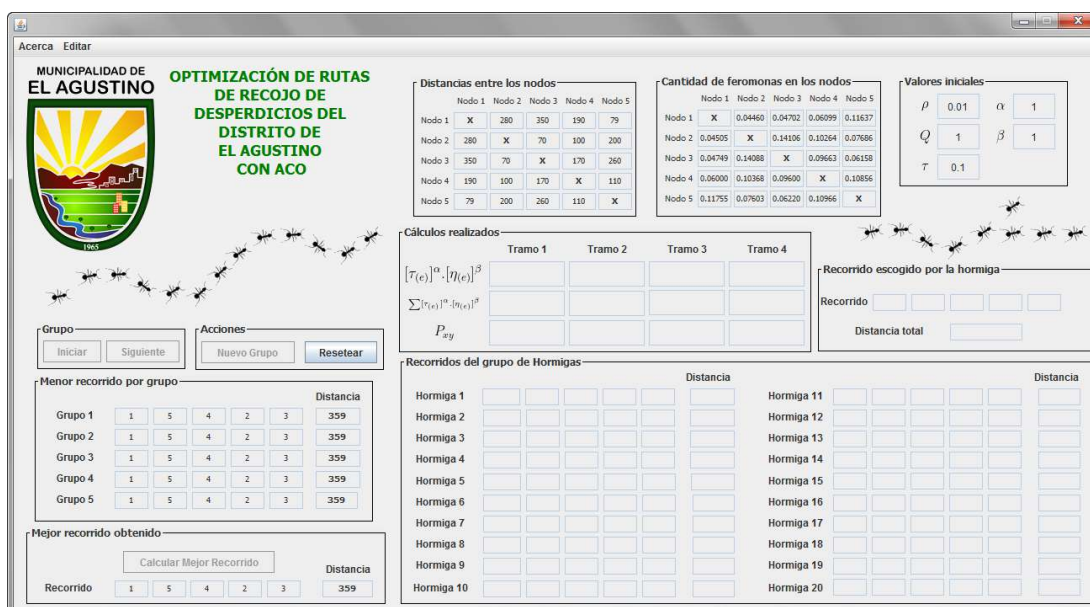 Acerca Editar
MUNICIPALIDAD DE
EL AGUSTINO
1965
OPTIMIZACIÓN DE RUTAS
DE RECOJO DE
DESPERDICIOS DEL
DISTRITO DE
EL AGUSTINO
CON ACO
Distancias entre los nodos
Nodo 1 Nodo 2 Nodo 3 Nodo 4 Nodo 5
Nodo 1 X 280 350 190 79
Nodo 2 280 X 70 100 200
Nodo 3 350 70 X 170 260
Nodo 4 190 100 170 X 110
Nodo 5 79 200 260 110 X
Cantidad de feromonas en los nodos
Nodo 1 Nodo 2 Nodo 3 Nodo 4 Nodo 5
Nodo 1 X 0.04460 0.04702 0.06099 0.11637
Nodo 2 0.04505 X 0.14106 0.10264 0.07686
Nodo 3 0.04749 0.14088 X 0.09663 0.06158
Nodo 4 0.06000 0.10368 0.09600 X 0.10856
Nodo 5 0.11755 0.07603 0.06220 0.10966 X
Valores iniciales
ρ 0.01 α 1
Q 1 β 1
τ 0.1
Cálculos realizados
Tramo 1 Tramo 2 Tramo 3 Tramo 4
[τ(e)]^α.[η(e)]^β
∑[τ(e)]^α.[η(e)]^β
Pxy
Recorrido escogido por la hormiga
Recorrido
Distancia total
Grupo
Iniciar Siguiente
Acciones
Nuevo Grupo Resetear
Menor recorrido por grupo
Distancia
Grupo 1 1 5 4 2 3 359
Grupo 2 1 5 4 2 3 359
Grupo 3 1 5 4 2 3 359
Grupo 4 1 5 4 2 3 359
Grupo 5 1 5 4 2 3 359
Mejor recorrido obtenido
Calcular Mejor Recorrido
Distancia
Recorrido 1 5 4 2 3 359
Recorridos del grupo de Hormigas
Distancia Distancia
Hormiga 1 Hormiga 11
Hormiga 2 Hormiga 12
Hormiga 3 Hormiga 13
Hormiga 4 Hormiga 14
Hormiga 5 Hormiga 15
Hormiga 6 Hormiga 16
Hormiga 7 Hormiga 17
Hormiga 8 Hormiga 18
Hormiga 9 Hormiga 19
Hormiga 10 Hormiga 20